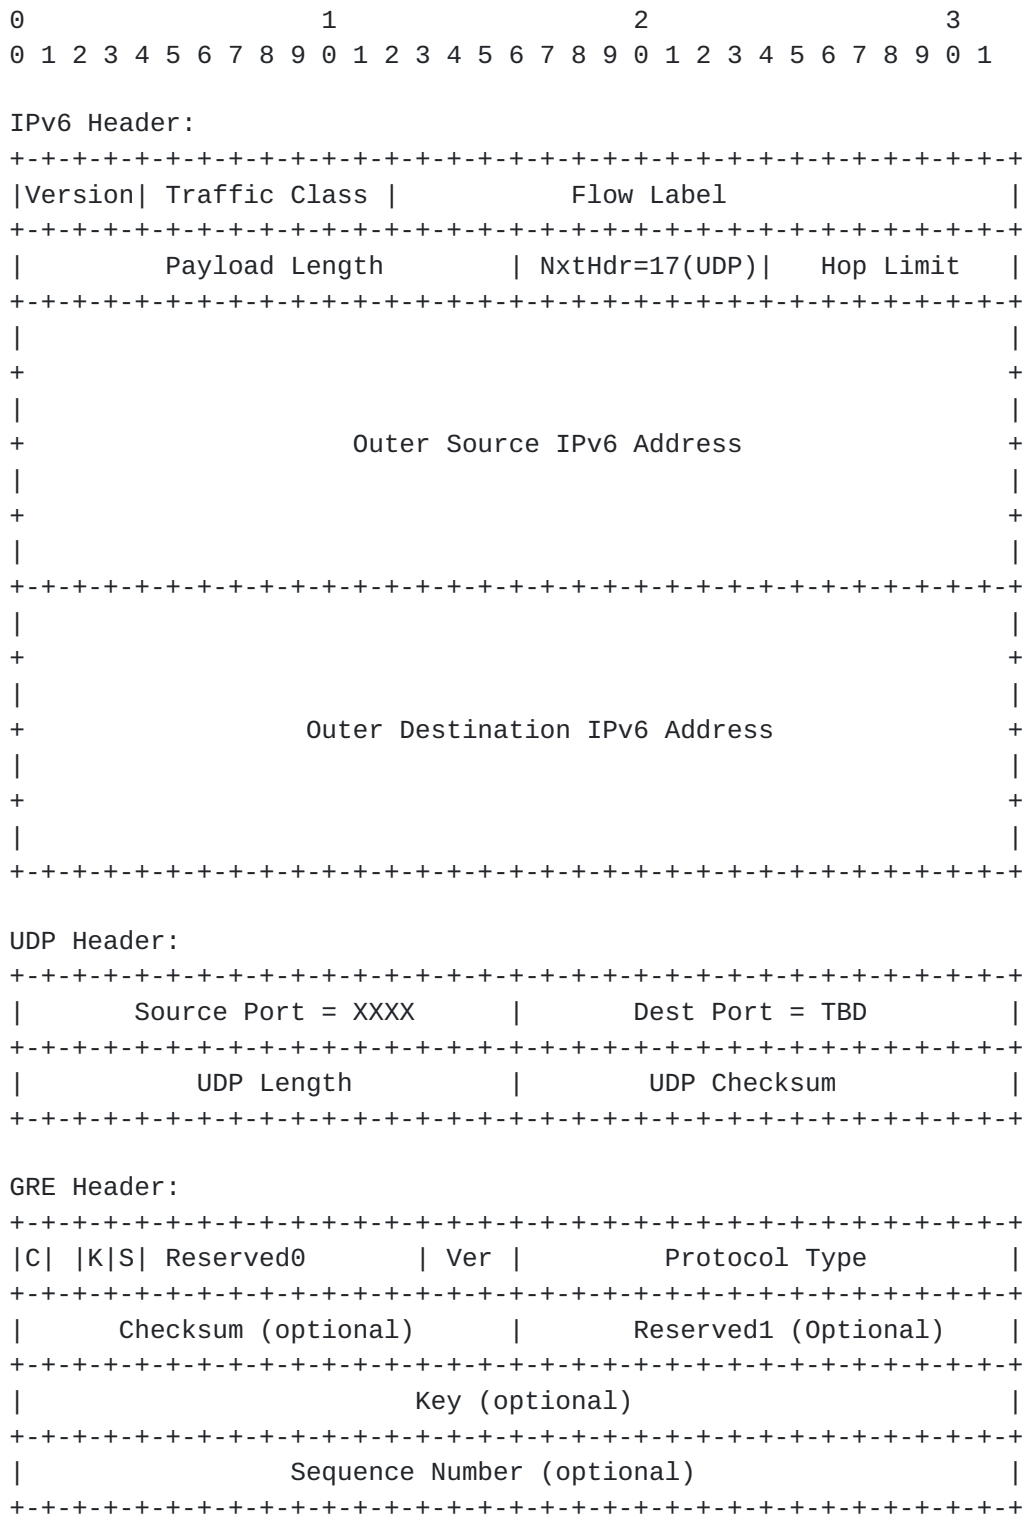 0                   1                   2                   3
0 1 2 3 4 5 6 7 8 9 0 1 2 3 4 5 6 7 8 9 0 1 2 3 4 5 6 7 8 9 0 1

IPv6 Header:
+-+-+-+-+-+-+-+-+-+-+-+-+-+-+-+-+-+-+-+-+-+-+-+-+-+-+-+-+-+-+-+-+
|Version| Traffic Class |           Flow Label                  |
+-+-+-+-+-+-+-+-+-+-+-+-+-+-+-+-+-+-+-+-+-+-+-+-+-+-+-+-+-+-+-+-+
|         Payload Length        | NxtHdr=17(UDP)|   Hop Limit   |
+-+-+-+-+-+-+-+-+-+-+-+-+-+-+-+-+-+-+-+-+-+-+-+-+-+-+-+-+-+-+-+-+
|                                                               |
+                                                               +
|                                                               |
+                     Outer Source IPv6 Address                 +
|                                                               |
+                                                               +
|                                                               |
+-+-+-+-+-+-+-+-+-+-+-+-+-+-+-+-+-+-+-+-+-+-+-+-+-+-+-+-+-+-+-+-+
|                                                               |
+                                                               +
|                                                               |
+                  Outer Destination IPv6 Address               +
|                                                               |
+                                                               +
|                                                               |
+-+-+-+-+-+-+-+-+-+-+-+-+-+-+-+-+-+-+-+-+-+-+-+-+-+-+-+-+-+-+-+-+

UDP Header:
+-+-+-+-+-+-+-+-+-+-+-+-+-+-+-+-+-+-+-+-+-+-+-+-+-+-+-+-+-+-+-+-+
|       Source Port = XXXX      |       Dest Port = TBD         |
+-+-+-+-+-+-+-+-+-+-+-+-+-+-+-+-+-+-+-+-+-+-+-+-+-+-+-+-+-+-+-+-+
|           UDP Length          |        UDP Checksum           |
+-+-+-+-+-+-+-+-+-+-+-+-+-+-+-+-+-+-+-+-+-+-+-+-+-+-+-+-+-+-+-+-+

GRE Header:
+-+-+-+-+-+-+-+-+-+-+-+-+-+-+-+-+-+-+-+-+-+-+-+-+-+-+-+-+-+-+-+-+
|C| |K|S| Reserved0       | Ver |         Protocol Type         |
+-+-+-+-+-+-+-+-+-+-+-+-+-+-+-+-+-+-+-+-+-+-+-+-+-+-+-+-+-+-+-+-+
|      Checksum (optional)      |       Reserved1 (Optional)    |
+-+-+-+-+-+-+-+-+-+-+-+-+-+-+-+-+-+-+-+-+-+-+-+-+-+-+-+-+-+-+-+-+
|                         Key (optional)                        |
+-+-+-+-+-+-+-+-+-+-+-+-+-+-+-+-+-+-+-+-+-+-+-+-+-+-+-+-+-+-+-+-+
|                 Sequence Number (optional)                    |
+-+-+-+-+-+-+-+-+-+-+-+-+-+-+-+-+-+-+-+-+-+-+-+-+-+-+-+-+-+-+-+-+